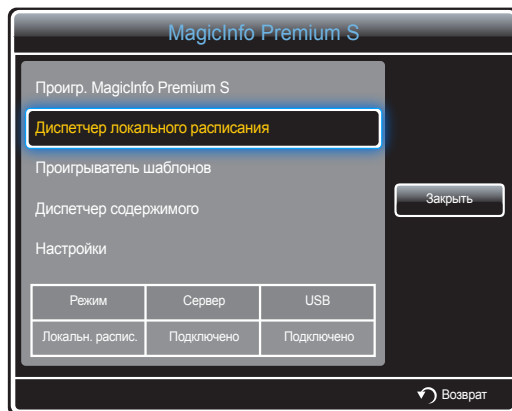 MagicInfo Premium S
Проигр. MagicInfo Premium S
Диспетчер локального расписания
Проигрыватель шаблонов
Диспетчер содержимого
Настройки
Закрыть
Режим Сервер USB
Локальн. распис. Подключено Подключено
Возврат